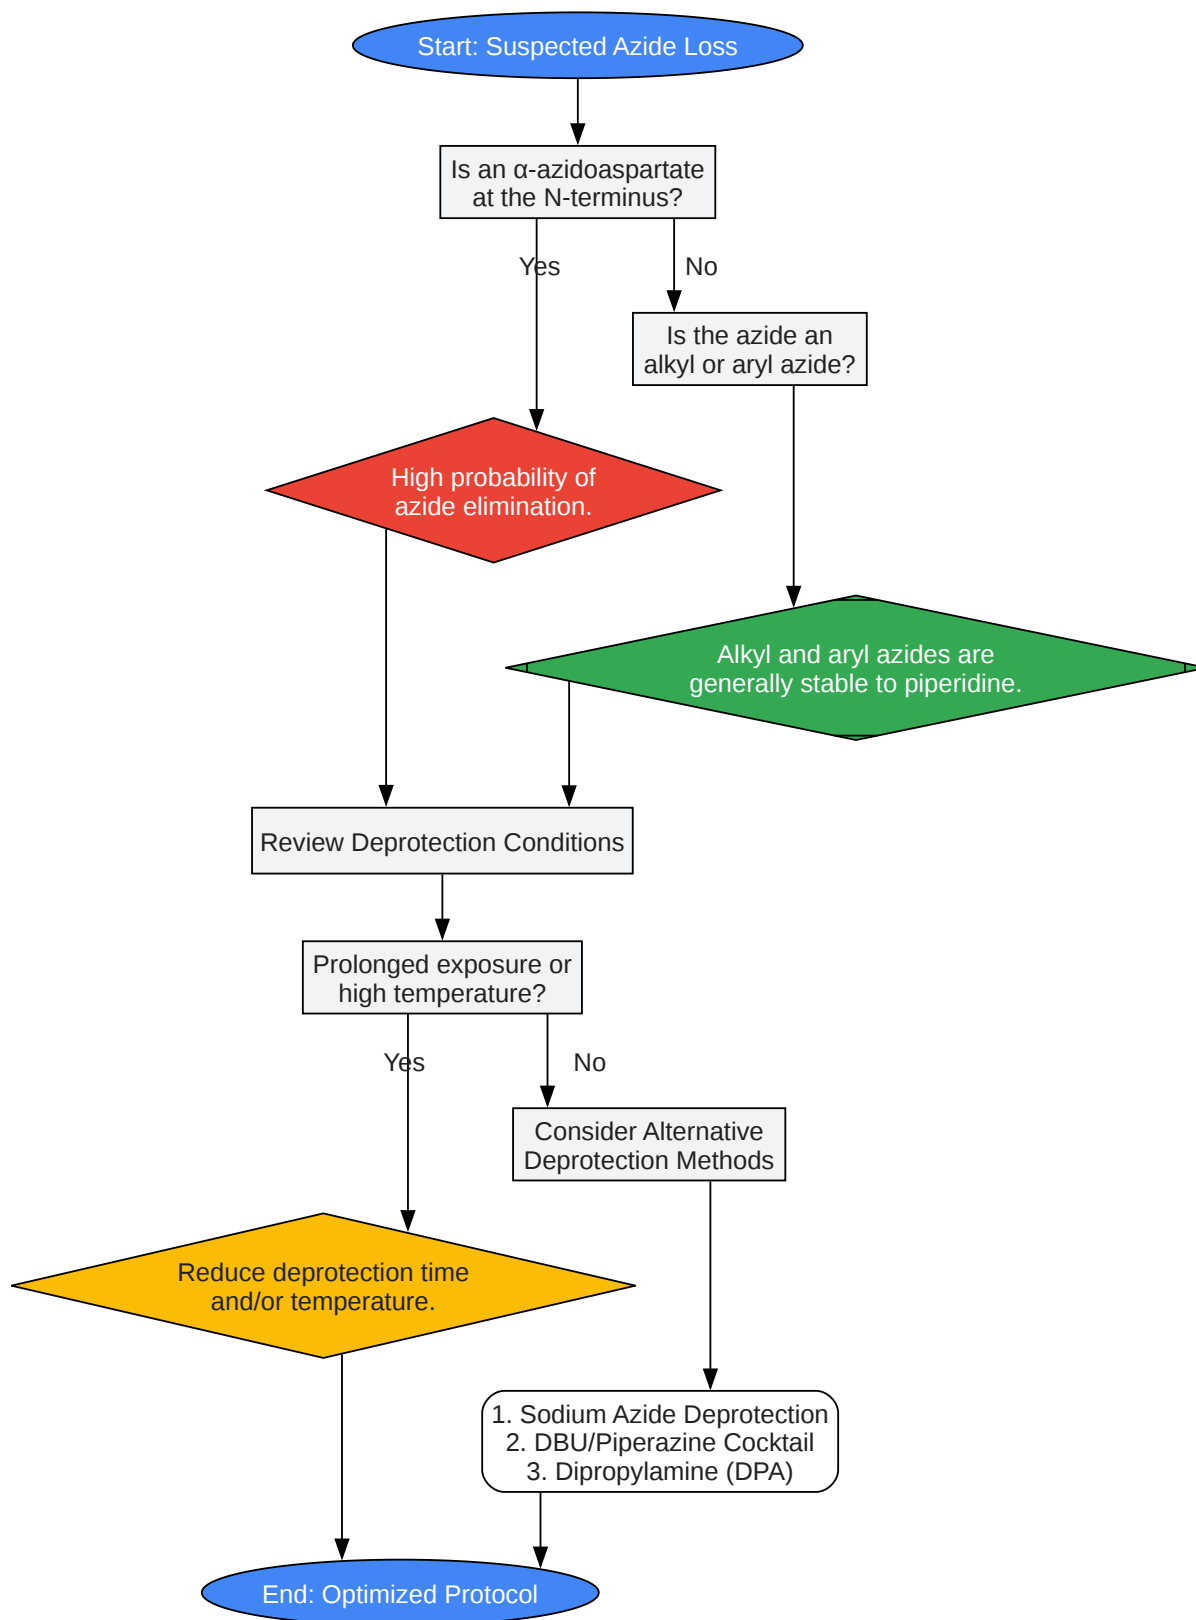 Start: Suspected Azide Loss
Is an α-azidoaspartate
at the N-terminus?
Yes
No
Is the azide an
alkyl or aryl azide?
High probability of
azide elimination.
Alkyl and aryl azides are
generally stable to piperidine.
Review Deprotection Conditions
Prolonged exposure or
high temperature?
Yes
No
Consider Alternative
Deprotection Methods
Reduce deprotection time
and/or temperature.
1. Sodium Azide Deprotection
2. DBU/Piperazine Cocktail
3. Dipropylamine (DPA)
End: Optimized Protocol